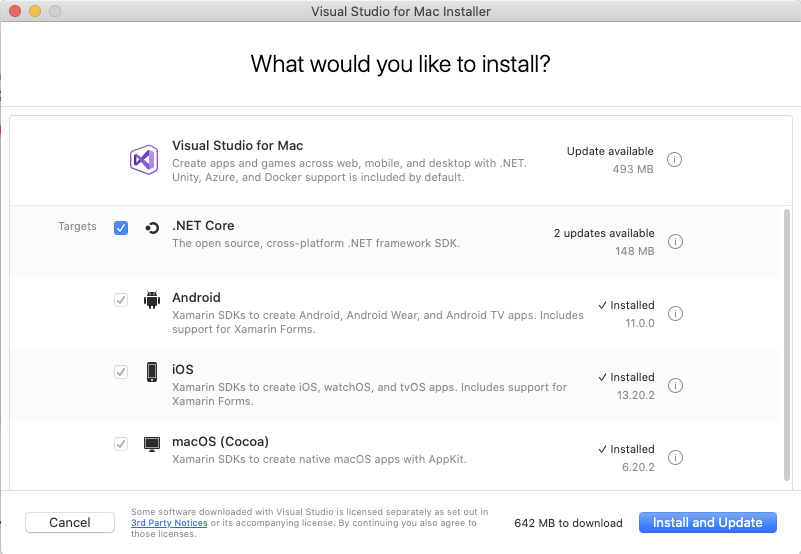 Visual Studio for Mac Installer
What would you like to install?
Visual Studio for Mac
Create apps and games across web, mobile, and desktop with .NET.
Unity, Azure, and Docker support is included by default.
Update available
493 MB
Targets
.NET Core
The open source, cross-platform .NET framework SDK.
2 updates available
148 MB
Android
Xamarin SDKs to create Android, Android Wear, and Android TV apps. Includes
support for Xamarin Forms.
✓ Installed
11.0.0
iOS
Xamarin SDKs to create iOS, watchOS, and tvOS apps. Includes support for
Xamarin Forms.
✓ Installed
13.20.2
macOS (Cocoa)
Xamarin SDKs to create native macOS apps with AppKit.
✓ Installed
6.20.2
Cancel
Some software downloaded with Visual Studio is licensed separately as set out in
3rd Party Notices or its accompanying license. By continuing you also agree to
those licenses.
642 MB to download
Install and Update